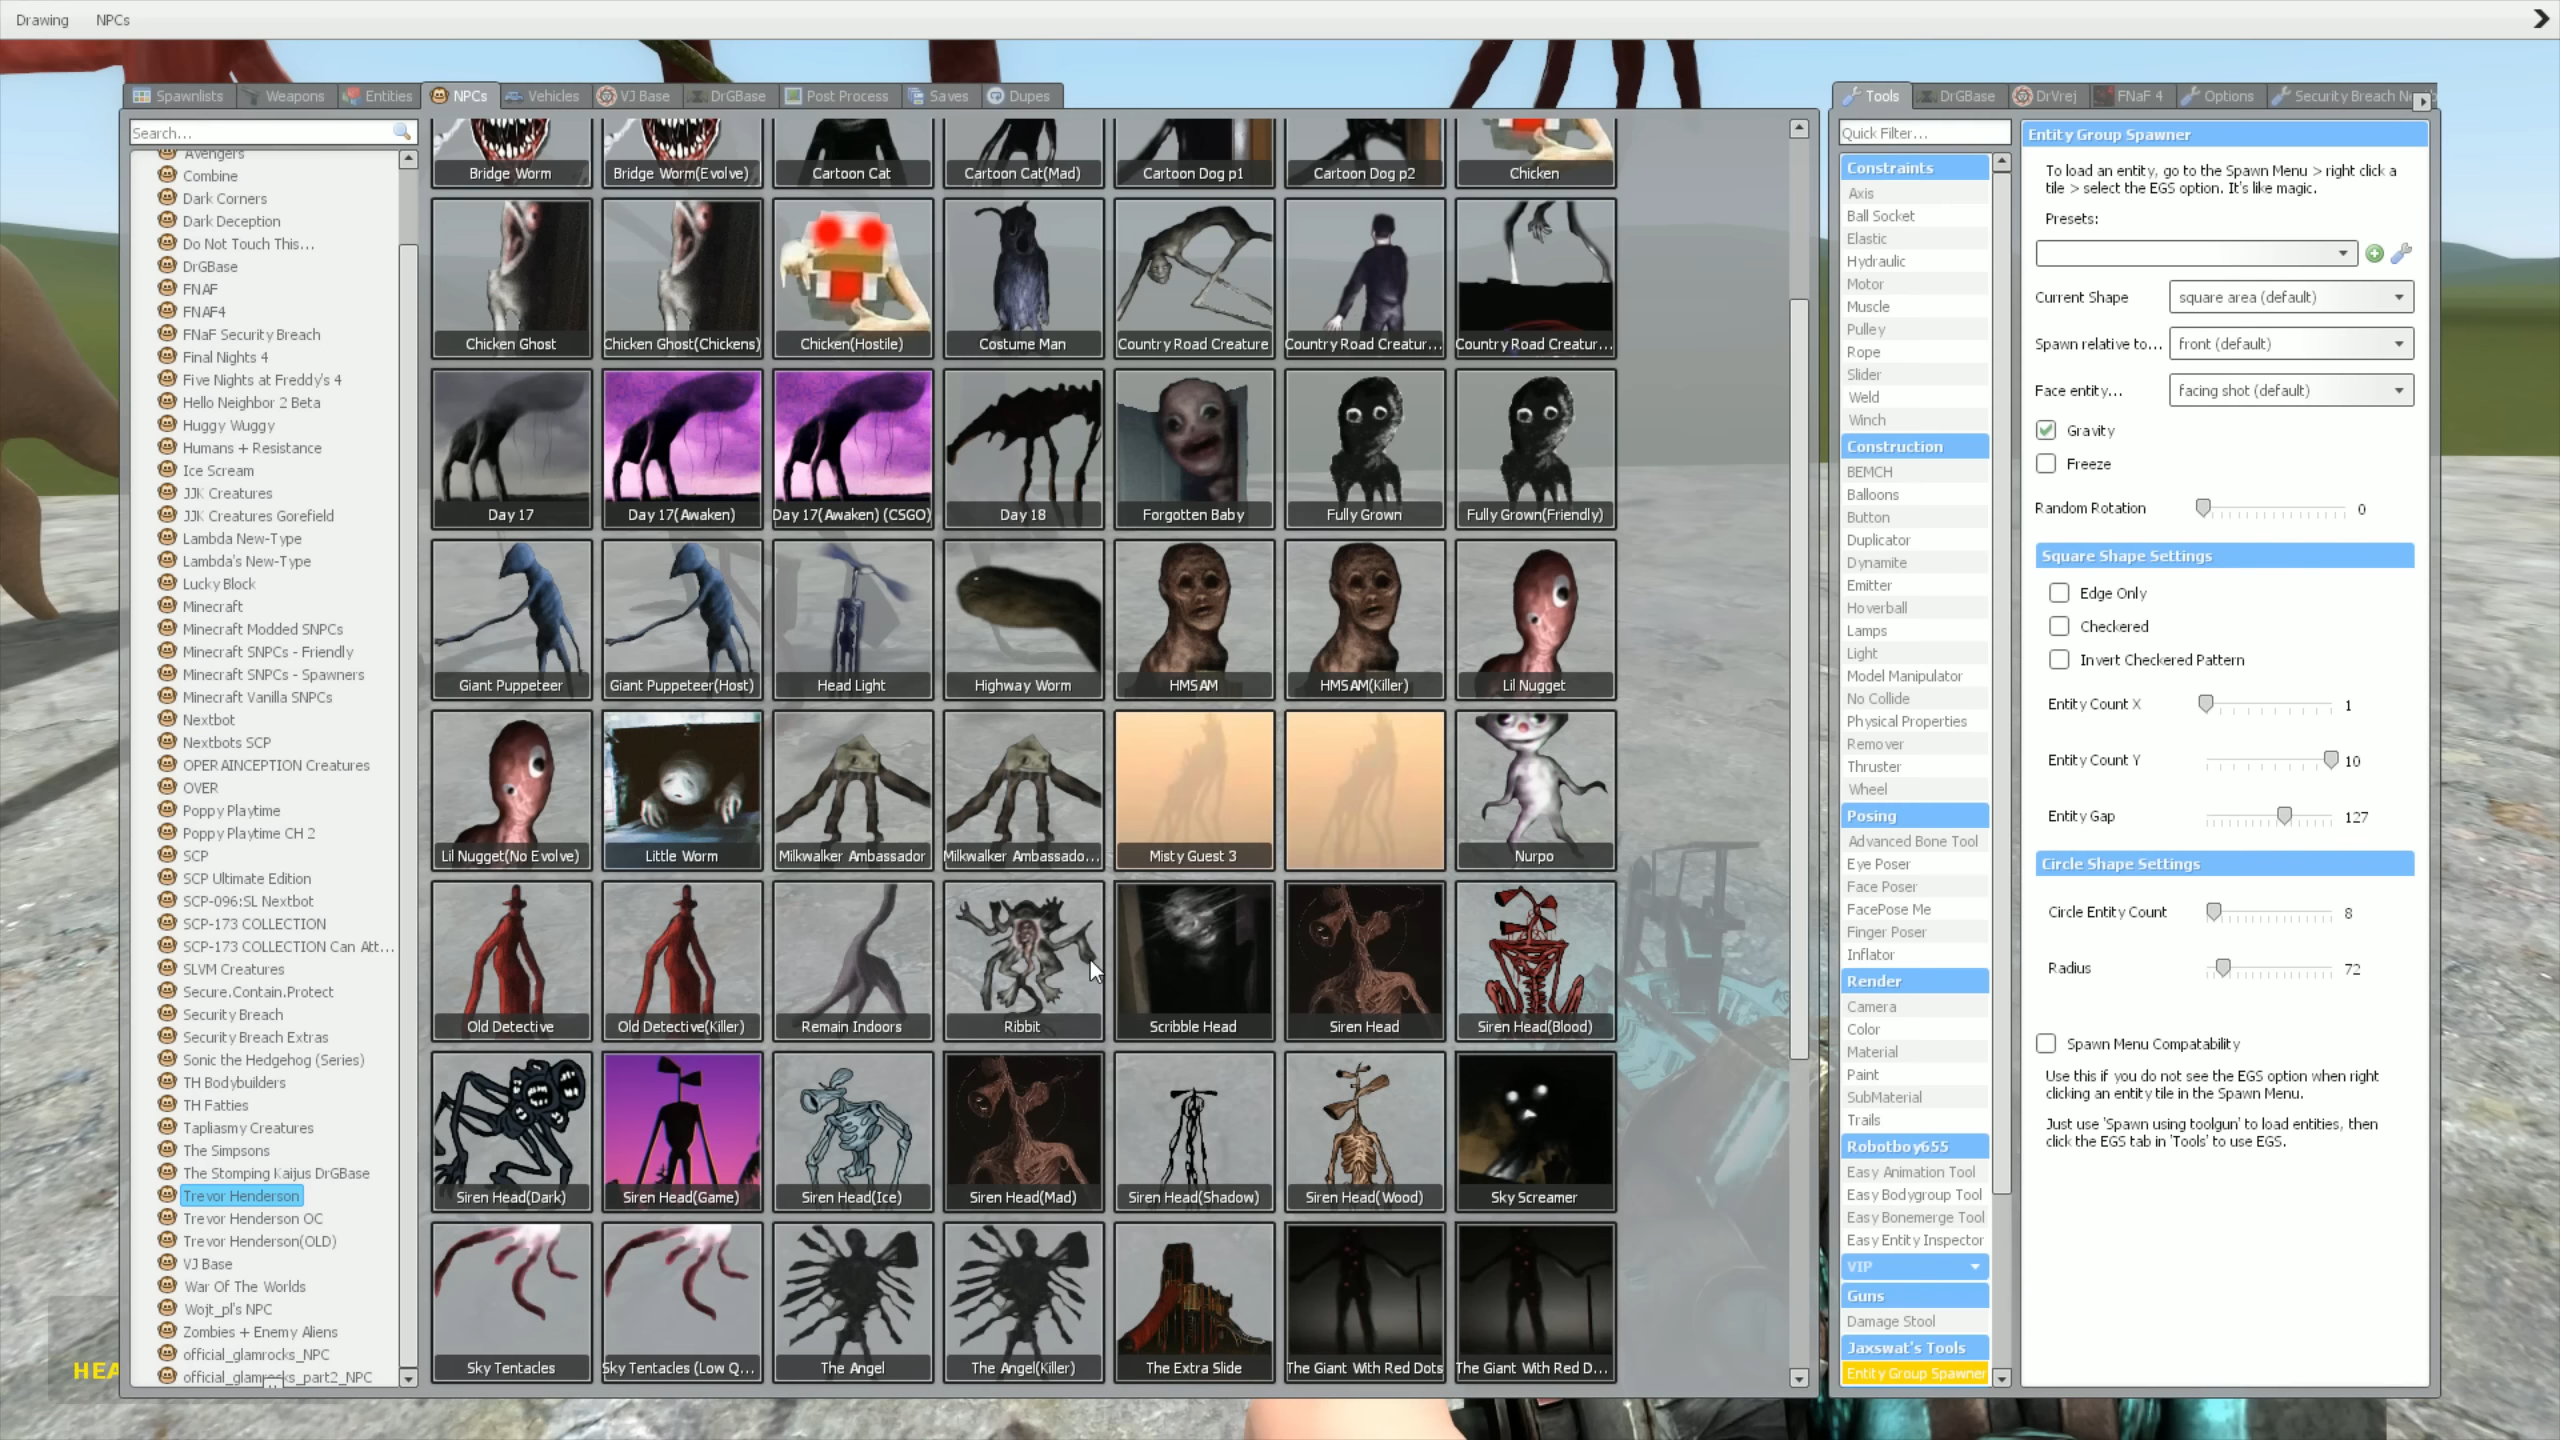 Drawing NPCs
Spawnlists Weapons Entities NPCs Vehicles VJ Base DrGBase Post Process Saves Dupes
Search...
Avengers
Combine
Dark Corners
Dark Deception
Do Not Touch This...
DrGBase
FNAF
FNAF4
FNaF Security Breach
Final Nights 4
Five Nights at Freddy's 4
Hello Neighbor 2 Beta
Huggy Wuggy
Humans + Resistance
Ice Scream
JJK Creatures
JJK Creatures Gorefield
Lambda New-Type
Lambda's New-Type
Lucky Block
Minecraft
Minecraft Modded SNPCs
Minecraft SNPCs - Friendly
Minecraft SNPCs - Spawners
Minecraft Vanilla SNPCs
Nextbot
Nextbots SCP
OPERAINCEPTION Creatures
OVER
Poppy Playtime
Poppy Playtime CH 2
SCP
SCP Ultimate Edition
SCP-096:SL Nextbot
SCP-173 COLLECTION
SCP-173 COLLECTION Can Att...
SLVM Creatures
Secure.Contain.Protect
Security Breach
Security Breach Extras
Sonic the Hedgehog (Series)
TH Bodybuilders
TH Fatties
Tapliasmy Creatures
The Simpsons
The Stomping Kaijus DrGBase
Trevor Henderson
Trevor Henderson OC
Trevor Henderson(OLD)
VJ Base
War Of The Worlds
Wojt_pl's NPC
Zombies + Enemy Aliens
official_glamrocks_NPC
official_glamrocks_part2_NPC
HEA
Bridge Worm Bridge Worm(Evolve) Cartoon Cat Cartoon Cat(Mad) Cartoon Dog p1 Cartoon Dog p2 Chicken
Chicken Ghost Chicken Ghost(Chickens) Chicken(Hostile) Costume Man Country Road Creature Country Road Creatur... Country Road Creatur...
Day 17 Day 17(Awaken) Day 17(Awaken) (CSGO) Day 18 Forgotten Baby Fully Grown Fully Grown(Friendly)
Giant Puppeteer Giant Puppeteer(Host) Head Light Highway Worm HMSAM HMSAM(Killer) Lil Nugget
Lil Nugget(No Evolve) Little Worm Milkwalker Ambassador Milkwalker Ambassado... Misty Guest 3 Nurpo
Old Detective Old Detective(Killer) Remain Indoors Ribbit Scribble Head Siren Head Siren Head(Blood)
Siren Head(Dark) Siren Head(Game) Siren Head(Ice) Siren Head(Mad) Siren Head(Shadow) Siren Head(Wood) Sky Screamer
Sky Tentacles Sky Tentacles (Low Q... The Angel The Angel(Killer) The Extra Slide The Giant With Red Dots The Giant With Red D...
Tools DrGBase DrVrej FNaF 4 Options Security Breach
Quick Filter...
Constraints
Axis
Ball Socket
Elastic
Hydraulic
Motor
Muscle
Pulley
Rope
Slider
Weld
Winch
Construction
BEMCH
Balloons
Button
Duplicator
Dynamite
Emitter
Hoverball
Lamps
Light
Model Manipulator
No Collide
Physical Properties
Remover
Thruster
Wheel
Posing
Advanced Bone Tool
Eye Poser
Face Poser
FacePose Me
Finger Poser
Inflator
Render
Camera
Color
Material
Paint
SubMaterial
Trails
Robotboy655
Easy Animation Tool
Easy Bodygroup Tool
Easy Bonemerge Tool
Easy Entity Inspector
VIP
Guns
Damage Stool
Jaxswat's Tools
Entity Group Spawner
Entity Group Spawner
To load an entity, go to the Spawn Menu > right click a
tile > select the EGS option. It's like magic.
Presets:
Current Shape square area (default)
Spawn relative to... front (default)
Face entity... facing shot (default)
Gravity
Freeze
Random Rotation 0
Square Shape Settings
Edge Only
Checkered
Invert Checkered Pattern
Entity Count X 1
Entity Count Y 10
Entity Gap 127
Circle Shape Settings
Circle Entity Count 8
Radius 72
Spawn Menu Compatability
Use this if you do not see the EGS option when right
clicking an entity tile in the Spawn Menu.
Just use 'Spawn using toolgun' to load entities, then
click the EGS tab in 'Tools' to use EGS.